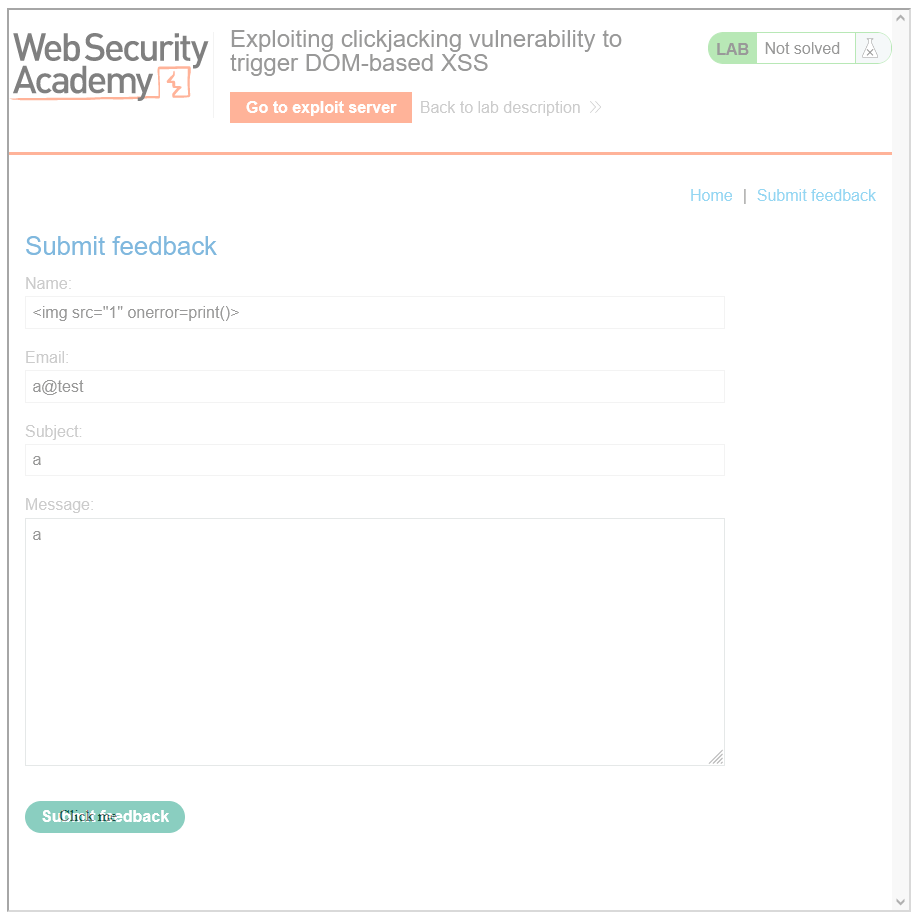 Web Security
Academy
Exploiting clickjacking vulnerability to
trigger DOM-based XSS
LAB Not solved
Go to exploit server Back to lab description
Home | Submit feedback
Submit feedback
Name:
<img src="1" onerror=print()>
Email:
a@test
Subject:
a
Message:
a
Submit feedback
Click me